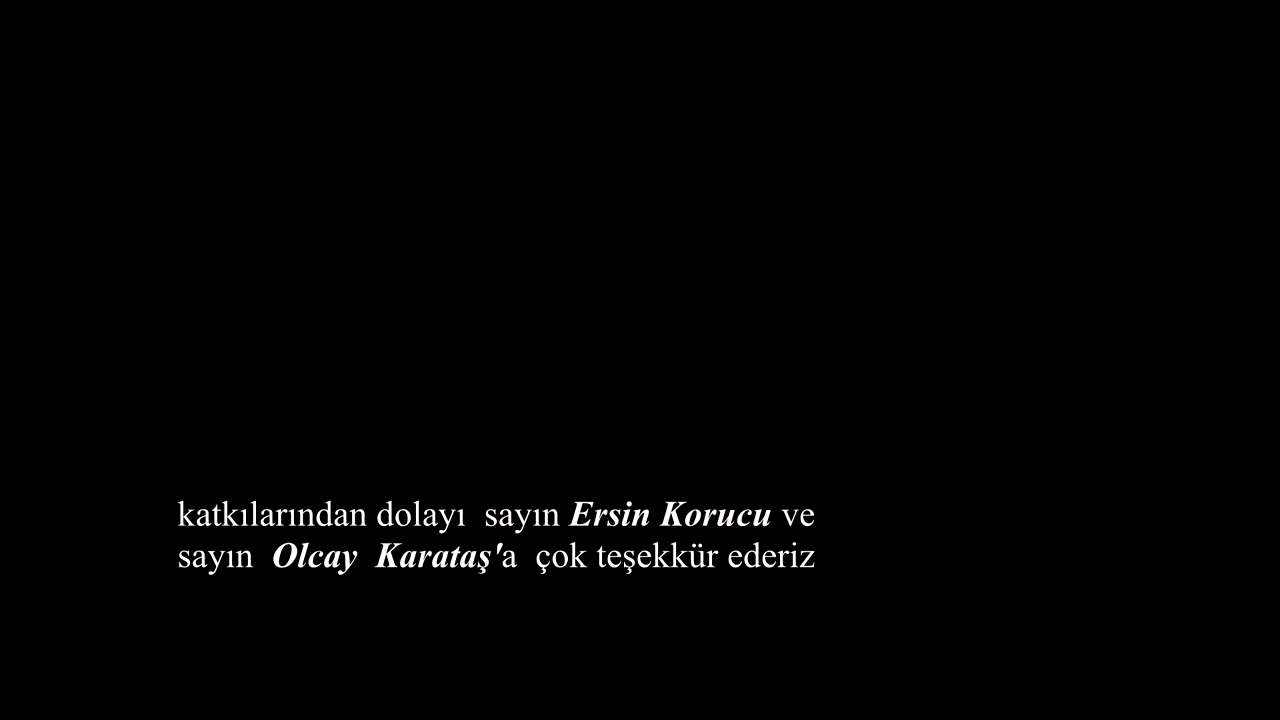 katkılarından dolayı  sayın Ersin Korucu ve
sayın  Olcay  Karataş'a  çok teşekkür ederiz